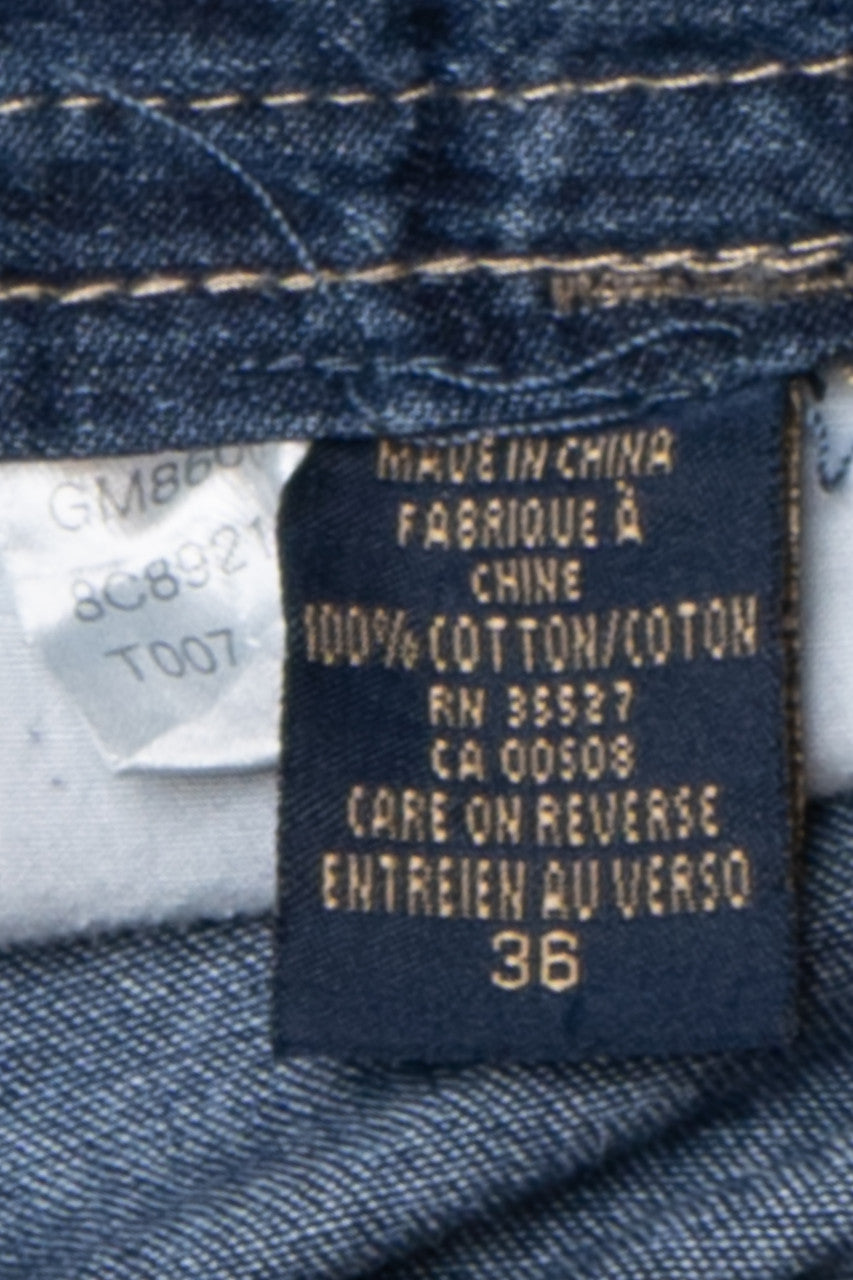 GM860
8C8921
T007
MADE IN CHINA
FABRIQUE À
CHINE
100% COTTON/COTON
RN 35527
CA 00508
CARE ON REVERSE
ENTREIEN AU VERSO
36